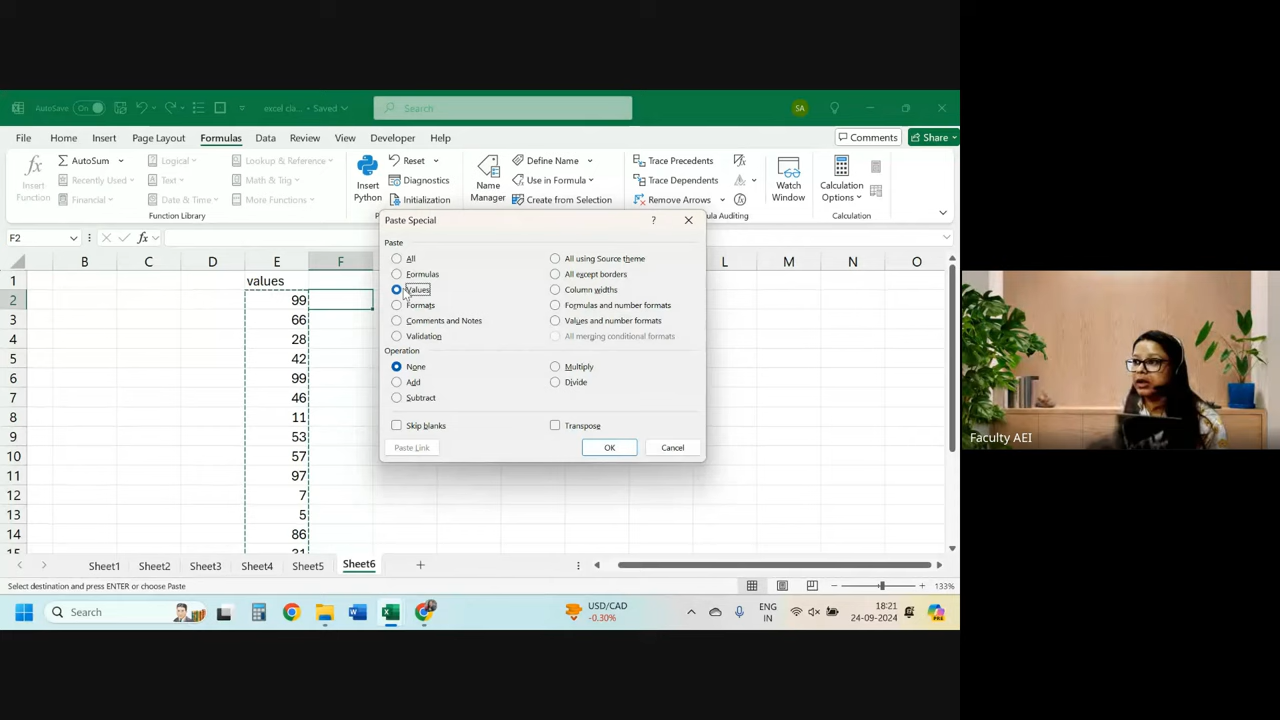 AutoSave On excel cla... • Saved Search SA
File Home Insert Page Layout Formulas Data Review View Developer Help Comments Share
Insert Function
AutoSum
Recently Used
Financial
Logical
Text
Date & Time
Lookup & Reference
Math & Trig
More Functions
Function Library
Insert Python
Reset
Diagnostics
Initialization
Name Manager
Define Name
Use in Formula
Create from Selection
Trace Precedents
Trace Dependents
Remove Arrows
ula Auditing
Watch Window
Calculation Options
Calculation
F2 fx
Paste Special ?
Paste
All All using Source theme
Formulas All except borders
Values Column widths
Formats Formulas and number formats
Comments and Notes Values and number formats
Validation All merging conditional formats
Operation
None Multiply
Add Divide
Subtract
Skip blanks Transpose
Paste Link OK Cancel
B C D E F L M N O
1 values
2 99
3 66
4 28
5 42
6 99
7 46
8 11
9 53
10 57
11 97
12 7
13 5
14 86
15 31
Sheet1 Sheet2 Sheet3 Sheet4 Sheet5 Sheet6
Select destination and press ENTER or choose Paste 133%
Search USD/CAD -0.30% ENG IN 18:21 24-09-2024 PRE
Faculty AEI